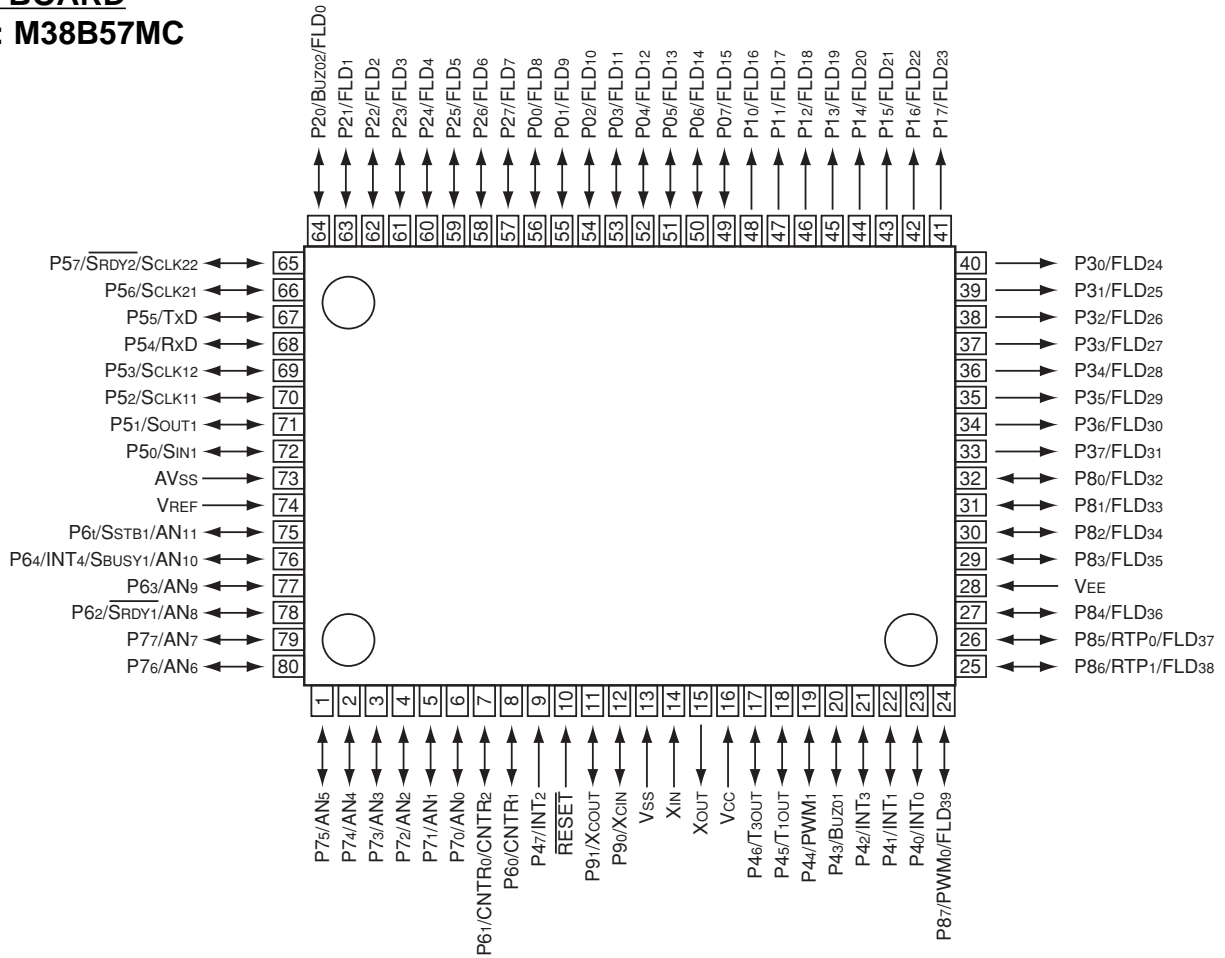 BOARD
: M38B57MC
P20/BUZ02/FLD0
P21/FLD1
P22/FLD2
P23/FLD3
P24/FLD4
P25/FLD5
P26/FLD6
P27/FLD7
P00/FLD8
P01/FLD9
P02/FLD10
P03/FLD11
P04/FLD12
P05/FLD13
P06/FLD14
P07/FLD15
P10/FLD16
P11/FLD17
P12/FLD18
P13/FLD19
P14/FLD20
P15/FLD21
P16/FLD22
P17/FLD23
64 63 62 61 60 59 58 57 56 55 54 53 52 51 50 49 48 47 46 45 44 43 42 41
P57/SRDY2/SCLK22 65
P56/SCLK21 66
P55/TxD 67
P54/RxD 68
P53/SCLK12 69
P52/SCLK11 70
P51/SOUT1 71
P50/SIN1 72
AVSS 73
VREF 74
P6t/SSTB1/AN11 75
P64/INT4/SBUSY1/AN10 76
P63/AN9 77
P62/SRDY1/AN8 78
P77/AN7 79
P76/AN6 80
40 P30/FLD24
39 P31/FLD25
38 P32/FLD26
37 P33/FLD27
36 P34/FLD28
35 P35/FLD29
34 P36/FLD30
33 P37/FLD31
32 P80/FLD32
31 P81/FLD33
30 P82/FLD34
29 P83/FLD35
28 VEE
27 P84/FLD36
26 P85/RTP0/FLD37
25 P86/RTP1/FLD38
1 2 3 4 5 6 7 8 9 10 11 12 13 14 15 16 17 18 19 20 21 22 23 24
P75/AN5
P74/AN4
P73/AN3
P72/AN2
P71/AN1
P70/AN0
P61/CNTR0/CNTR2
P60/CNTR1
P47/INT2
RESET
P91/XCOUT
P90/XCIN
VSS
XIN
XOUT
VCC
P46/T3OUT
P45/T1OUT
P44/PWM1
P43/BUZ01
P42/INT3
P41/INT1
P40/INT0
P87/PWM0/FLD39